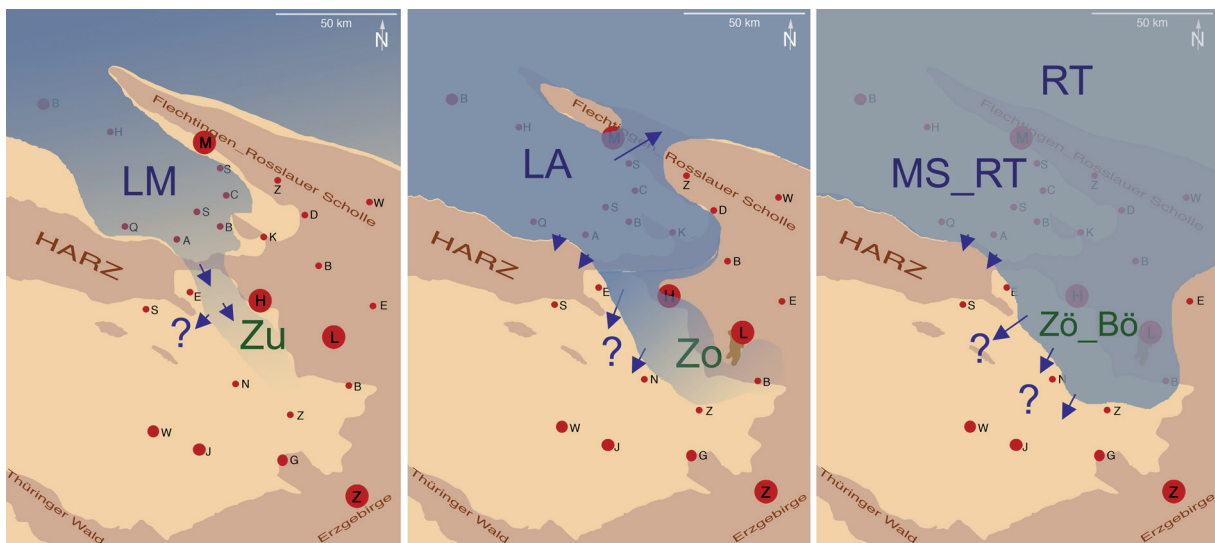 50 km
N
B
H
Flechtingen_Rosslauer Scholle
M
S
Z
LM
C
W
S
D
Q
B
A
K
HARZ
B
E
H
E
S
?
Zu
L
N
B
Z
W
J
G
Thüringer Wald
Z
Erzgebirge
50 km
N
B
H
Flechtingen_Rosslauer Scholle
M
S
Z
LA
C
W
S
D
Q
B
A
K
HARZ
B
E
H
E
S
?
Zo
L
N
B
Z
W
J
G
Thüringer Wald
Z
Erzgebirge
50 km
N
RT
B
H
Flechtingen_Rosslauer Scholle
M
S
Z
MS_RT
C
W
S
D
Q
B
A
K
HARZ
B
E
H
E
S
Zö_Bö
L
?
N
B
?
Z
W
J
G
Thüringer Wald
Z
Erzgebirge